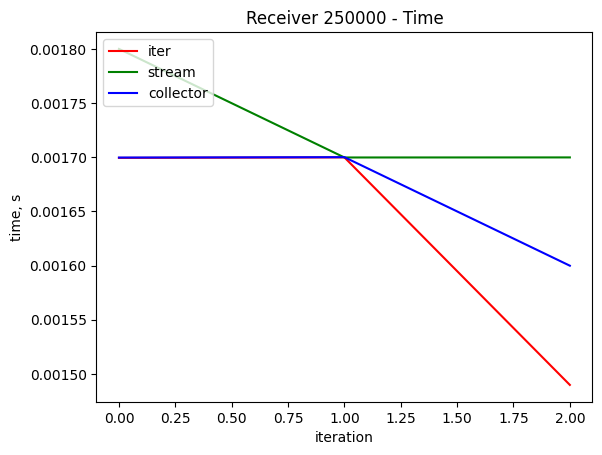 Receiver 250000 - Time
iter
stream
collector
time, s
0.00180
0.00175
0.00170
0.00165
0.00160
0.00155
0.00150
0.00 0.25 0.50 0.75 1.00 1.25 1.50 1.75 2.00
iteration